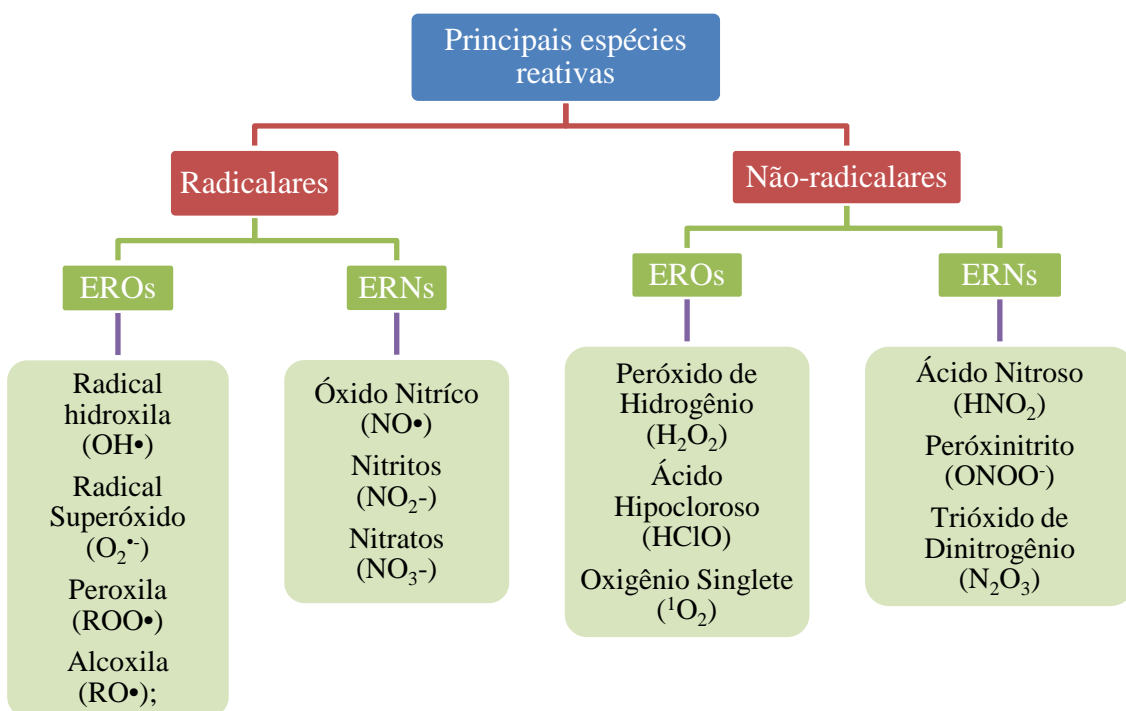 Principais espécies
reativas
Radicalares
Não-radicalares
EROs
ERNs
EROs
ERNs
Radical
hidroxila
(OH•)
Radical
Superóxido
(O₂•-)
Peroxila
(ROO•)
Alcoxila
(RO•);
Óxido Nitríco
(NO•)
Nitritos
(NO₂-)
Nitratos
(NO₃-)
Peróxido de
Hidrogênio
(H₂O₂)
Ácido
Hipocloroso
(HClO)
Oxigênio Singlete
(¹O₂)
Ácido Nitroso
(HNO₂)
Peróxinitrito
(ONOO⁻)
Trióxido de
Dinitrogênio
(N₂O₃)